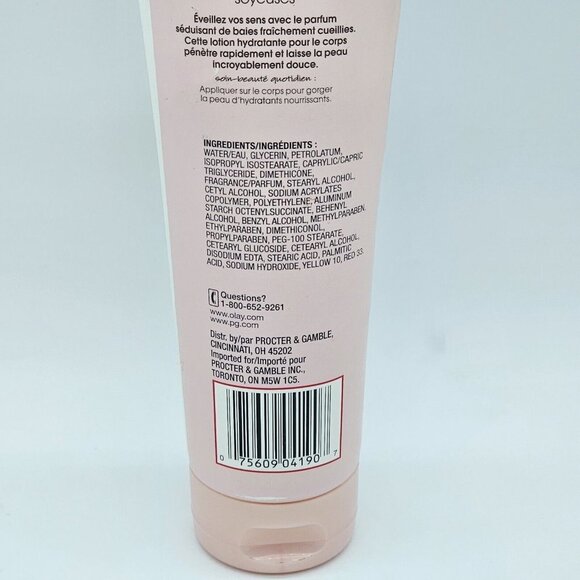 soyeuses
Éveillez vos sens avec le parfum
séduisant de baies fraîchement cueillies.
Cette lotion hydratante pour le corps
pénètre rapidement et laisse la peau
incroyablement douce.
soin-beauté quotidien :
Appliquer sur le corps pour gorger
la peau d'hydratants nourrissants.
INGREDIENTS/INGRÉDIENTS :
WATER/EAU, GLYCERIN, PETROLATUM,
ISOPROPYL ISOSTEARATE, CAPRYLIC/CAPRIC
TRIGLYCERIDE, DIMETHICONE,
FRAGRANCE/PARFUM, STEARYL ALCOHOL,
CETYL ALCOHOL, SODIUM ACRYLATES
COPOLYMER, POLYETHYLENE, ALUMINUM
STARCH OCTENYLSUCCINATE, BEHENYL
ALCOHOL, BENZYL ALCOHOL, METHYLPARABEN,
ETHYLPARABEN, DIMETHICONOL,
PROPYLPARABEN, PEG-100 STEARATE,
CETEARYL GLUCOSIDE, CETEARYL ALCOHOL,
DISODIUM EDTA, STEARIC ACID, PALMITIC
ACID, SODIUM HYDROXIDE, YELLOW 10, RED 33.
Questions?
1-800-652-9261
www.olay.com
www.pg.com
Distr. by/par PROCTER & GAMBLE,
CINCINNATI, OH 45202
Imported for/Importé pour
PROCTER & GAMBLE INC.,
TORONTO, ON M5W 1C5.
0 75609 04190 7